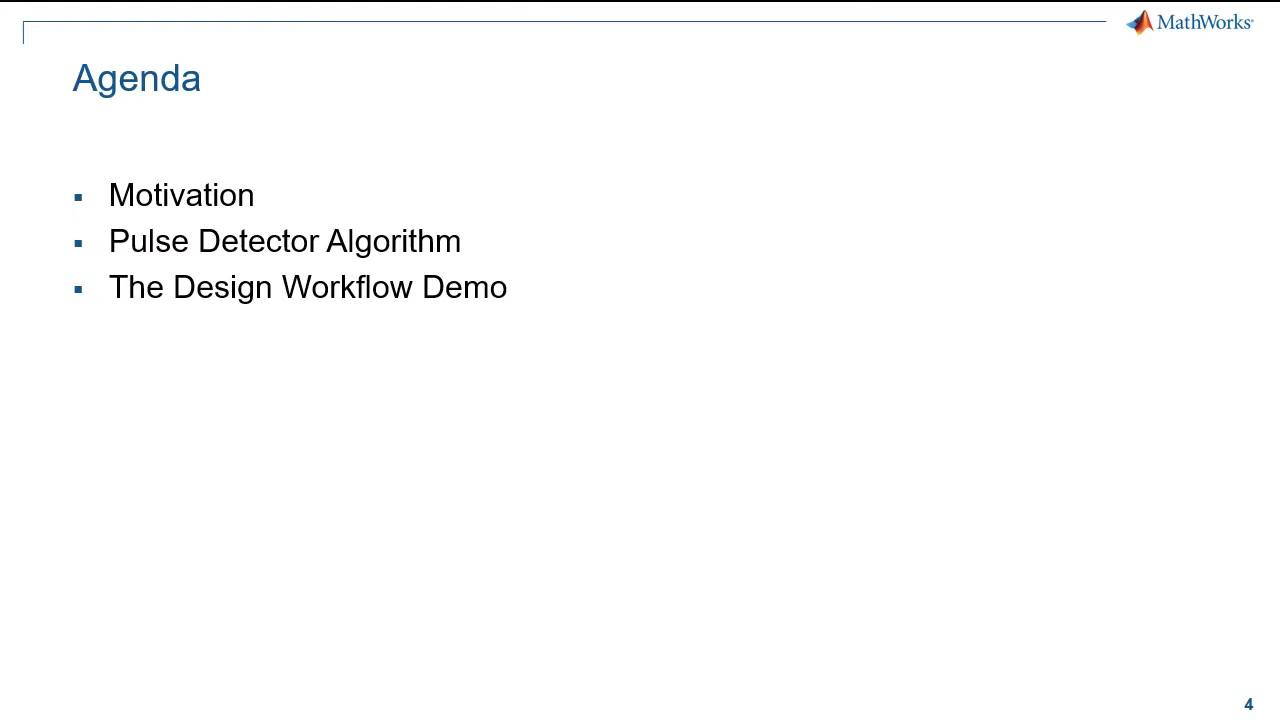 MathWorks
Agenda
Motivation
Pulse Detector Algorithm
The Design Workflow Demo
4